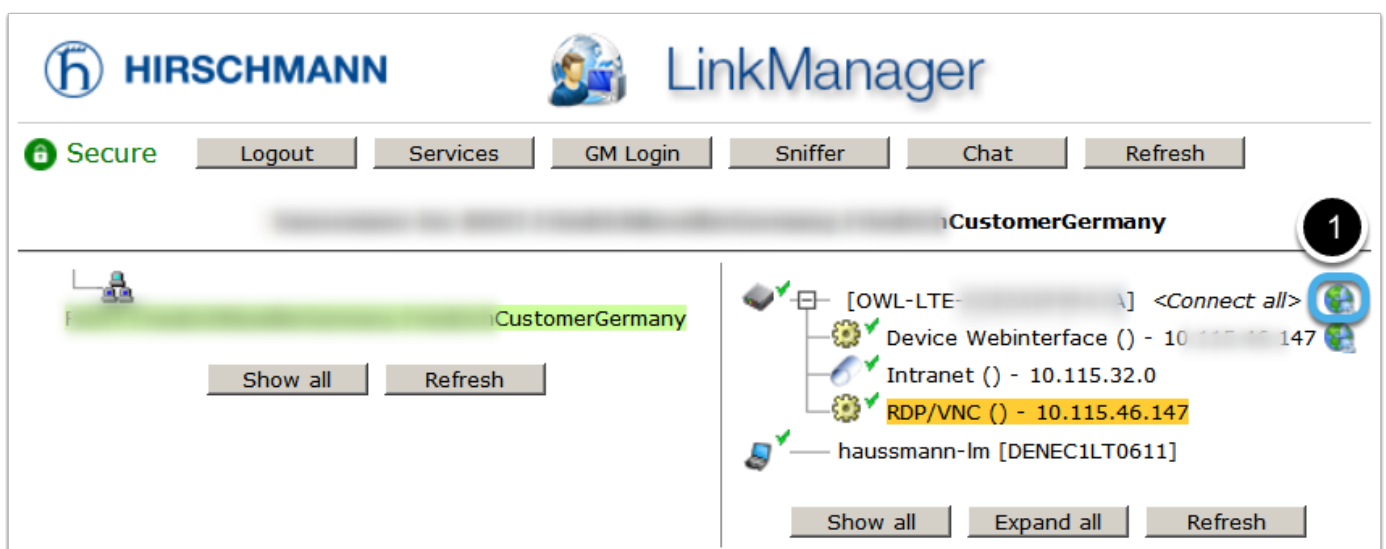 HIRSCHMANN
LinkManager
Secure Logout Services GM Login Sniffer Chat Refresh
CustomerGermany
1
CustomerGermany
Show all Refresh
[OWL-LTE- ] <Connect all>
Device Webinterface () - 10 147
Intranet () - 10.115.32.0
RDP/VNC () - 10.115.46.147
haussmann-lm [DENEC1LT0611]
Show all Expand all Refresh